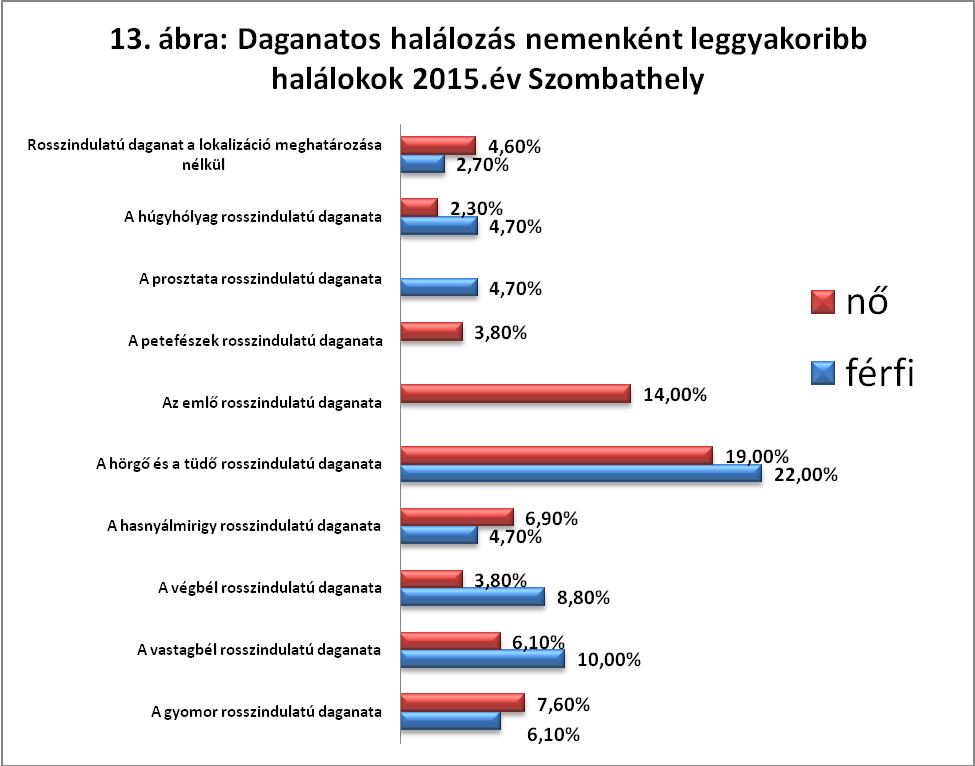 13. ábra: Daganatos halálozás nemenként leggyakoribb
halálokok 2015.év Szombathely
Rosszindulatú daganat a lokalizáció meghatározása
nélkül
4,60%
2,70%
A húgyhólyag rosszindulatú daganata
2,30%
4,70%
A prosztata rosszindulatú daganata
4,70%
A petefészek rosszindulatú daganata
3,80%
Az emlő rosszindulatú daganata
14,00%
A hörgő és a tüdő rosszindulatú daganata
19,00%
22,00%
A hasnyálmirigy rosszindulatú daganata
6,90%
4,70%
A végbél rosszindulatú daganata
3,80%
8,80%
A vastagbél rosszindulatú daganata
6,10%
10,00%
A gyomor rosszindulatú daganata
7,60%
6,10%
nő
férfi